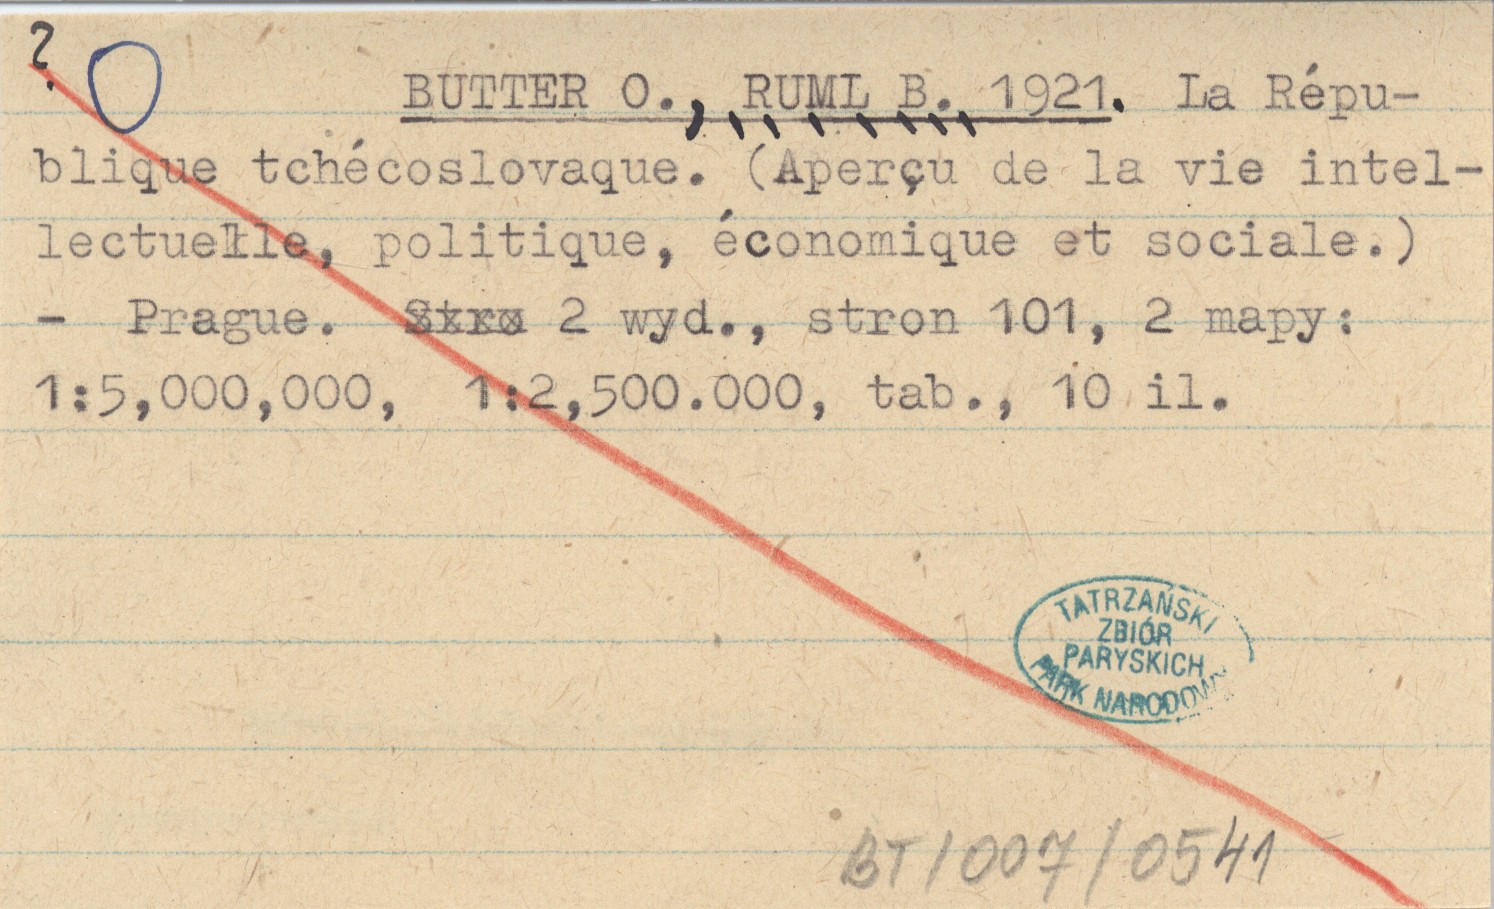 ?
BUTTER O., RUML B. 1921. La Répu-
blique tchécoslovaque. (Aperçu de la vie intel-
lectuelle, politique, économique et sociale.)
- Prague. 2 wyd., stron 101, 2 mapy:
1:5,000,000, 1:2,500.000, tab., 10 il.
TATRZAŃSKI
ZBIÓR
PARYSKICH
PARK NARODOWY
BT/007/0541